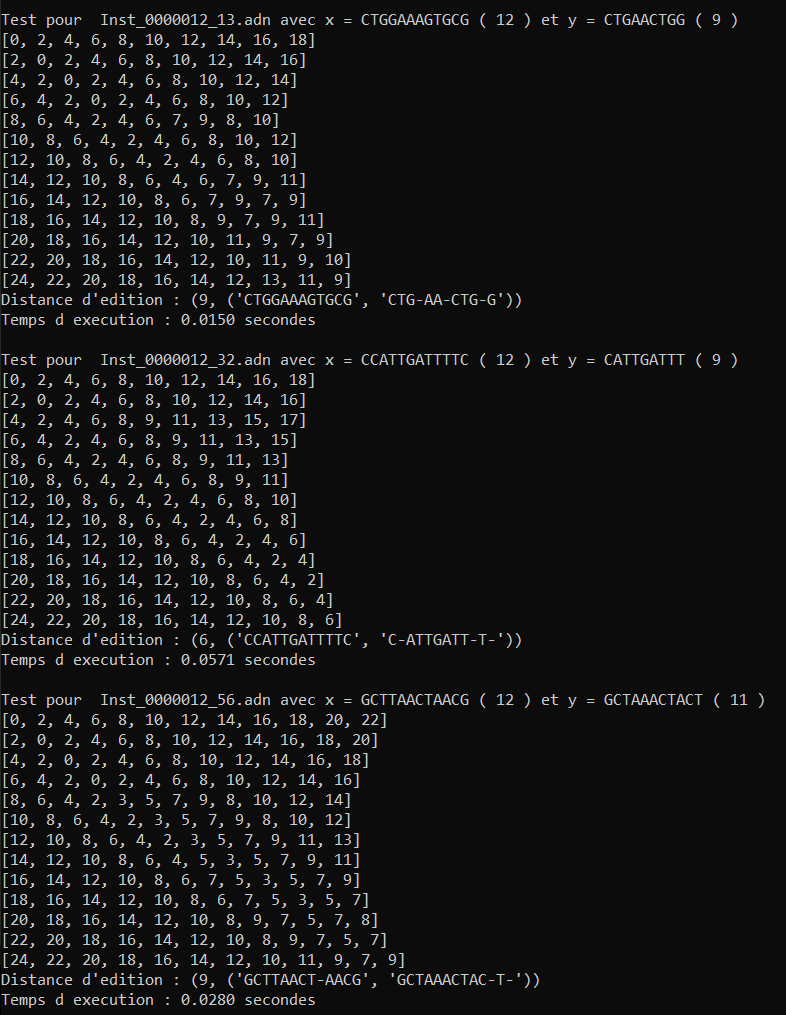 Test pour  Inst_0000012_13.adn avec x = CTGGAAAGTGCG ( 12 ) et y = CTGAACTGG ( 9 )
[0, 2, 4, 6, 8, 10, 12, 14, 16, 18]
[2, 0, 2, 4, 6, 8, 10, 12, 14, 16]
[4, 2, 0, 2, 4, 6, 8, 10, 12, 14]
[6, 4, 2, 0, 2, 4, 6, 8, 10, 12]
[8, 6, 4, 2, 4, 6, 7, 9, 8, 10]
[10, 8, 6, 4, 2, 4, 6, 8, 10, 12]
[12, 10, 8, 6, 4, 2, 4, 6, 8, 10]
[14, 12, 10, 8, 6, 4, 6, 7, 9, 11]
[16, 14, 12, 10, 8, 6, 7, 9, 7, 9]
[18, 16, 14, 12, 10, 8, 9, 7, 9, 11]
[20, 18, 16, 14, 12, 10, 11, 9, 7, 9]
[22, 20, 18, 16, 14, 12, 10, 11, 9, 10]
[24, 22, 20, 18, 16, 14, 12, 13, 11, 9]
Distance d'edition : (9, ('CTGGAAAGTGCG', 'CTG-AA-CTG-G'))
Temps d execution : 0.0150 secondes

Test pour  Inst_0000012_32.adn avec x = CCATTGATTTTC ( 12 ) et y = CATTGATTT ( 9 )
[0, 2, 4, 6, 8, 10, 12, 14, 16, 18]
[2, 0, 2, 4, 6, 8, 10, 12, 14, 16]
[4, 2, 4, 6, 8, 9, 11, 13, 15, 17]
[6, 4, 2, 4, 6, 8, 9, 11, 13, 15]
[8, 6, 4, 2, 4, 6, 8, 9, 11, 13]
[10, 8, 6, 4, 2, 4, 6, 8, 9, 11]
[12, 10, 8, 6, 4, 2, 4, 6, 8, 10]
[14, 12, 10, 8, 6, 4, 2, 4, 6, 8]
[16, 14, 12, 10, 8, 6, 4, 2, 4, 6]
[18, 16, 14, 12, 10, 8, 6, 4, 2, 4]
[20, 18, 16, 14, 12, 10, 8, 6, 4, 2]
[22, 20, 18, 16, 14, 12, 10, 8, 6, 4]
[24, 22, 20, 18, 16, 14, 12, 10, 8, 6]
Distance d'edition : (6, ('CCATTGATTTTC', 'C-ATTGATT-T-'))
Temps d execution : 0.0571 secondes

Test pour  Inst_0000012_56.adn avec x = GCTTAACTAACG ( 12 ) et y = GCTAAACTACT ( 11 )
[0, 2, 4, 6, 8, 10, 12, 14, 16, 18, 20, 22]
[2, 0, 2, 4, 6, 8, 10, 12, 14, 16, 18, 20]
[4, 2, 0, 2, 4, 6, 8, 10, 12, 14, 16, 18]
[6, 4, 2, 0, 2, 4, 6, 8, 10, 12, 14, 16]
[8, 6, 4, 2, 3, 5, 7, 9, 8, 10, 12, 14]
[10, 8, 6, 4, 2, 3, 5, 7, 9, 8, 10, 12]
[12, 10, 8, 6, 4, 2, 3, 5, 7, 9, 11, 13]
[14, 12, 10, 8, 6, 4, 5, 3, 5, 7, 9, 11]
[16, 14, 12, 10, 8, 6, 7, 5, 3, 5, 7, 9]
[18, 16, 14, 12, 10, 8, 6, 7, 5, 3, 5, 7]
[20, 18, 16, 14, 12, 10, 8, 9, 7, 5, 7, 8]
[22, 20, 18, 16, 14, 12, 10, 8, 9, 7, 5, 7]
[24, 22, 20, 18, 16, 14, 12, 10, 11, 9, 7, 9]
Distance d'edition : (9, ('GCTTAACT-AACG', 'GCTAAACTAC-T-'))
Temps d execution : 0.0280 secondes